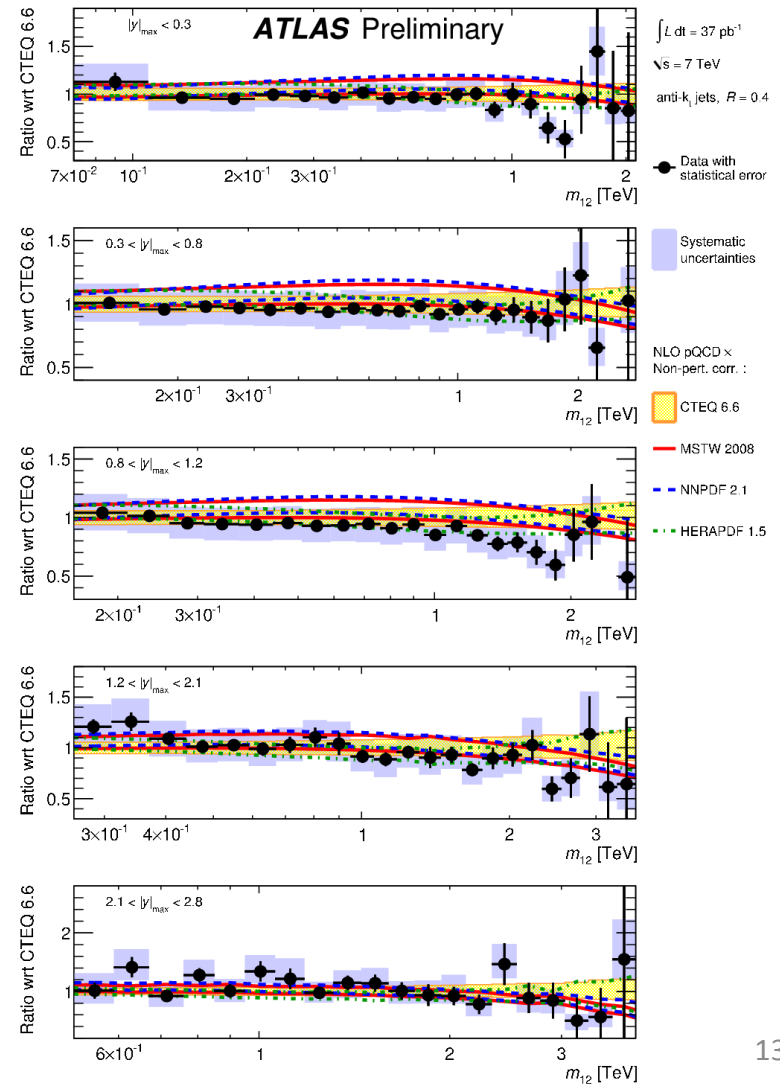 ATLAS Preliminary
|y|max < 0.3
Ratio wrt CTEQ 6.6
1.5
1
0.5
7×10⁻² 10⁻¹ 2×10⁻¹ 3×10⁻¹ 1 2
m₁₂ [TeV]
0.3 < |y|max < 0.8
Ratio wrt CTEQ 6.6
1.5
1
0.5
2×10⁻¹ 3×10⁻¹ 1 2
m₁₂ [TeV]
0.8 < |y|max < 1.2
Ratio wrt CTEQ 6.6
1.5
1
0.5
2×10⁻¹ 3×10⁻¹ 1 2
m₁₂ [TeV]
1.2 < |y|max < 2.1
Ratio wrt CTEQ 6.6
1.5
1
0.5
3×10⁻¹ 4×10⁻¹ 1 2 3
m₁₂ [TeV]
2.1 < |y|max < 2.8
Ratio wrt CTEQ 6.6
2
1
6×10⁻¹ 1 2 3
m₁₂ [TeV]
∫L dt = 37 pb⁻¹
√s = 7 TeV
anti-kₜ jets, R = 0.4
Data with
statistical error
Systematic
uncertainties
NLO pQCD ×
Non-pert. corr. :
CTEQ 6.6
MSTW 2008
NNPDF 2.1
HERAPDF 1.5
13